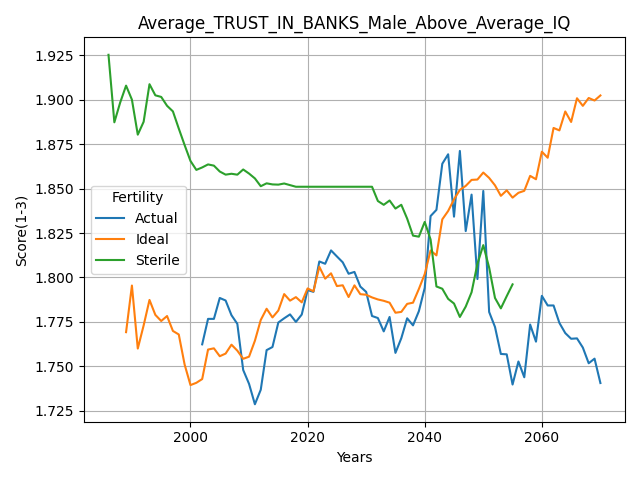 Average_TRUST_IN_BANKS_Male_Above_Average_IQ
1.925
1.900
1.875
1.850
1.825
1.800
1.775
1.750
1.725
Score(1-3)
Fertility
Actual
Ideal
Sterile
2000
2020
2040
2060
Years